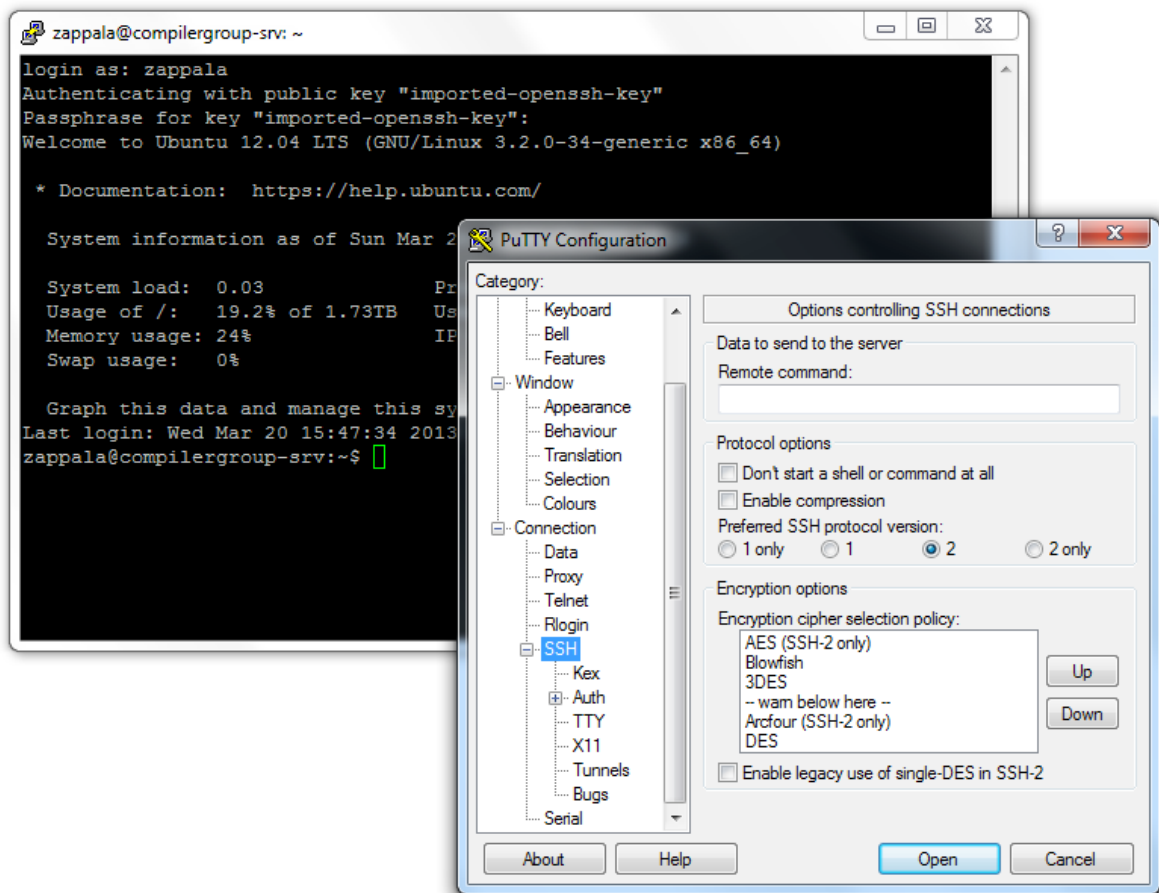 zappala@compilergroup-srv: ~
login as: zappala
Authenticating with public key "imported-openssh-key"
Passphrase for key "imported-openssh-key":
Welcome to Ubuntu 12.04 LTS (GNU/Linux 3.2.0-34-generic x86_64)
* Documentation:  https://help.ubuntu.com/
System information as of Sun Mar 2
System load:  0.03 Pr
Usage of /:   19.2% of 1.73TB Us
Memory usage: 24% IP
Swap usage:   0%
Graph this data and manage this sy
Last login: Wed Mar 20 15:47:34 2013
zappala@compilergroup-srv:~$
PuTTY Configuration
Category:
Keyboard
Bell
Features
Window
Appearance
Behaviour
Translation
Selection
Colours
Connection
Data
Proxy
Telnet
Rlogin
SSH
Kex
Auth
TTY
X11
Tunnels
Bugs
Serial
Options controlling SSH connections
Data to send to the server
Remote command:
Protocol options
Don't start a shell or command at all
Enable compression
Preferred SSH protocol version:
1 only 1 2 2 only
Encryption options
Encryption cipher selection policy:
AES (SSH-2 only)
Blowfish
3DES
-- warn below here --
Arcfour (SSH-2 only)
DES
Up
Down
Enable legacy use of single-DES in SSH-2
About Help Open Cancel